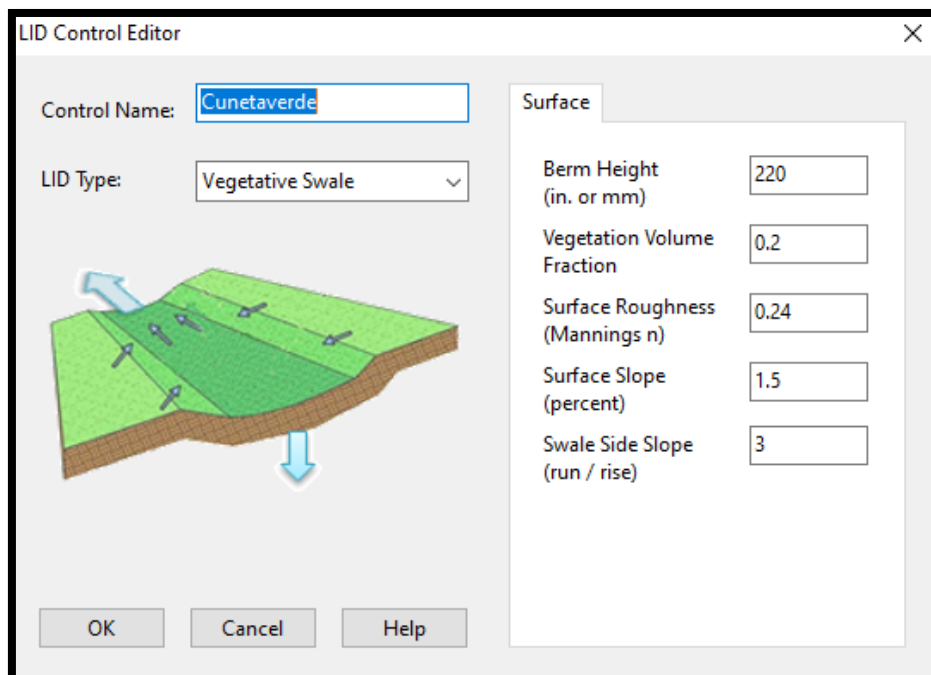 LID Control Editor
Control Name:
Cunetaverde
LID Type:
Vegetative Swale
OK
Cancel
Help
Surface
Berm Height
(in. or mm)
220
Vegetation Volume
Fraction
0.2
Surface Roughness
(Mannings n)
0.24
Surface Slope
(percent)
1.5
Swale Side Slope
(run / rise)
3